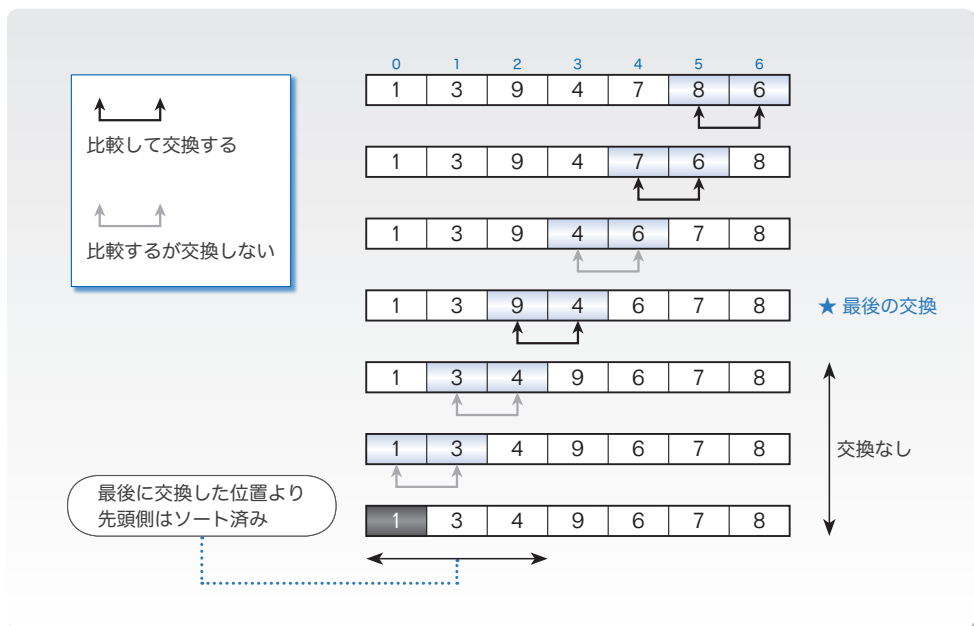 0 1 2 3 4 5 6
1 3 9 4 7 8 6
比較して交換する
1 3 9 4 7 6 8
1 3 9 4 6 7 8
比較するが交換しない
1 3 9 4 6 7 8
★ 最後の交換
1 3 4 9 6 7 8
1 3 4 9 6 7 8
交換なし
最後に交換した位置より
先頭側はソート済み
1 3 4 9 6 7 8